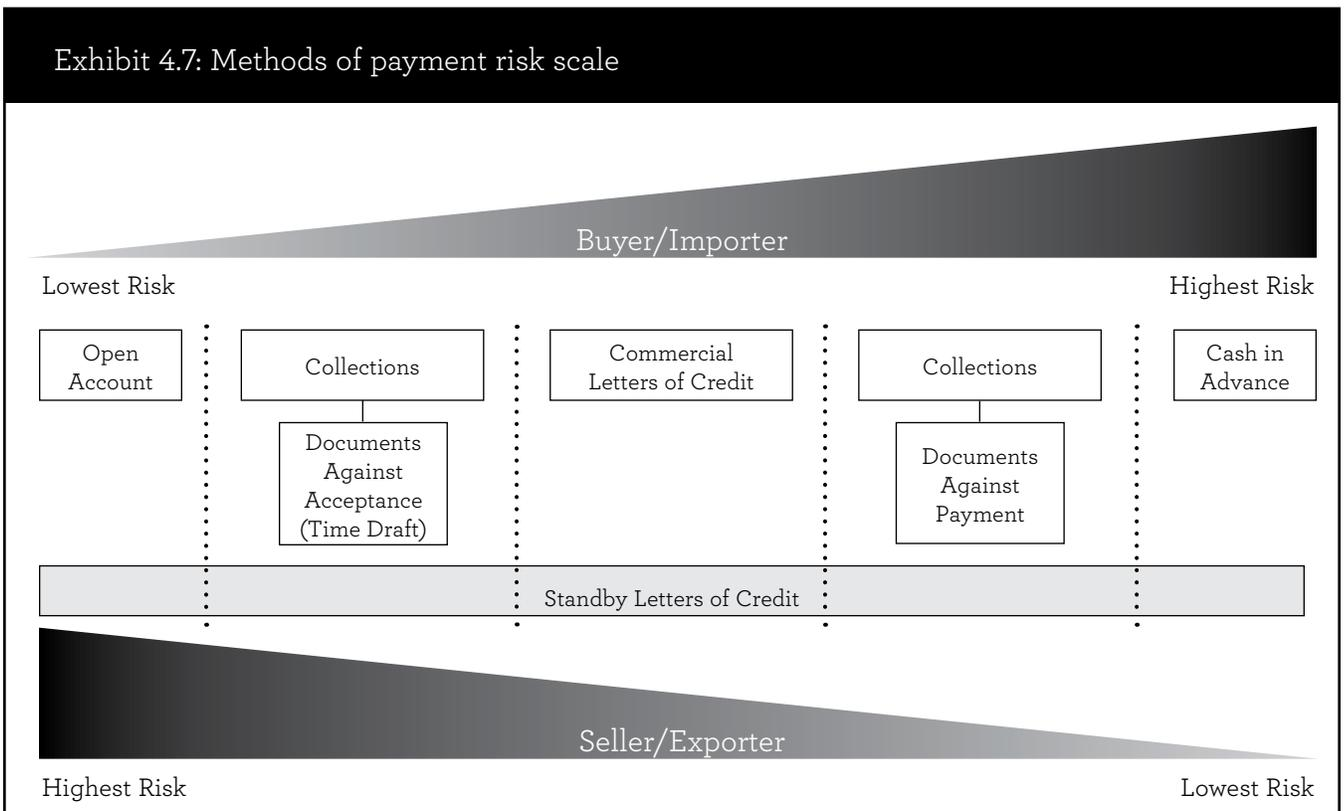 Exhibit 4.7: Methods of payment risk scale
Buyer/Importer
Lowest Risk
Highest Risk
Open
Account
Collections
Commercial
Letters of Credit
Collections
Cash in
Advance
Documents
Against
Acceptance
(Time Draft)
Documents
Against
Payment
Standby Letters of Credit
Seller/Exporter
Highest Risk
Lowest Risk